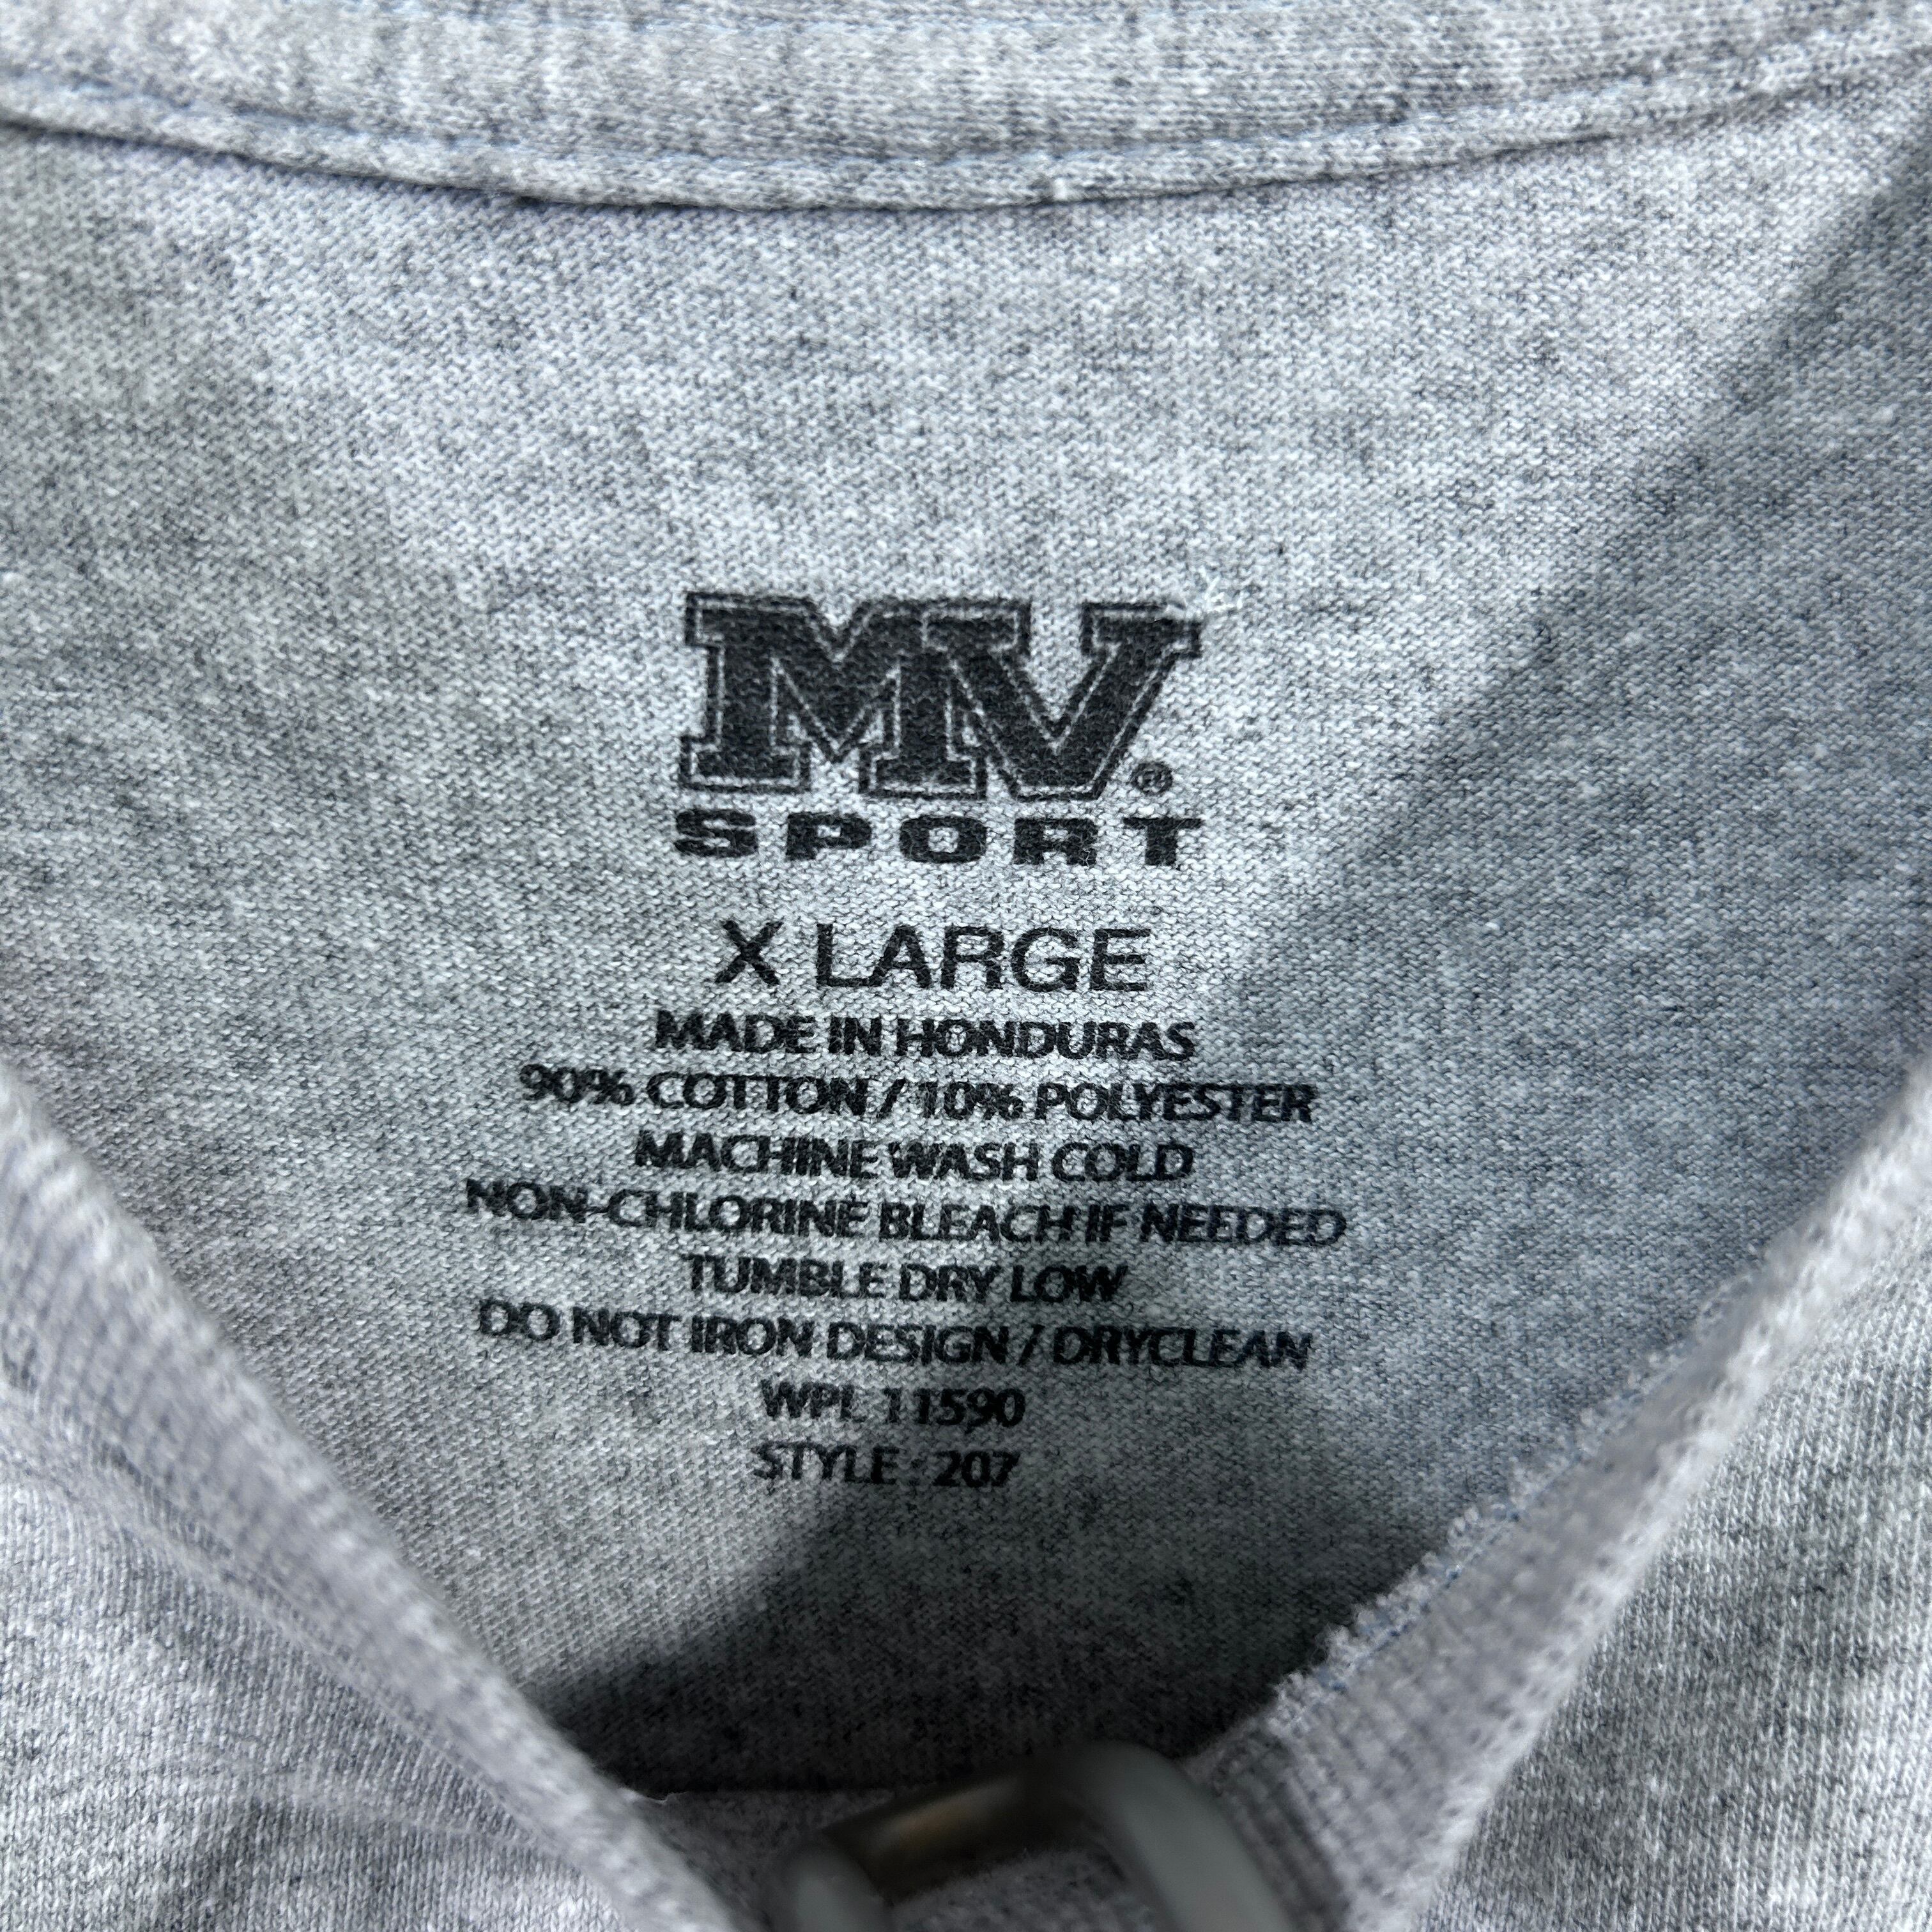 MV®
SPORT
X LARGE
MADE IN HONDURAS
90% COTTON / 10% POLYESTER
MACHINE WASH COLD
NON-CHLORINE BLEACH IF NEEDED
TUMBLE DRY LOW
DO NOT IRON DESIGN / DRYCLEAN
WPL 11590
STYLE : 207